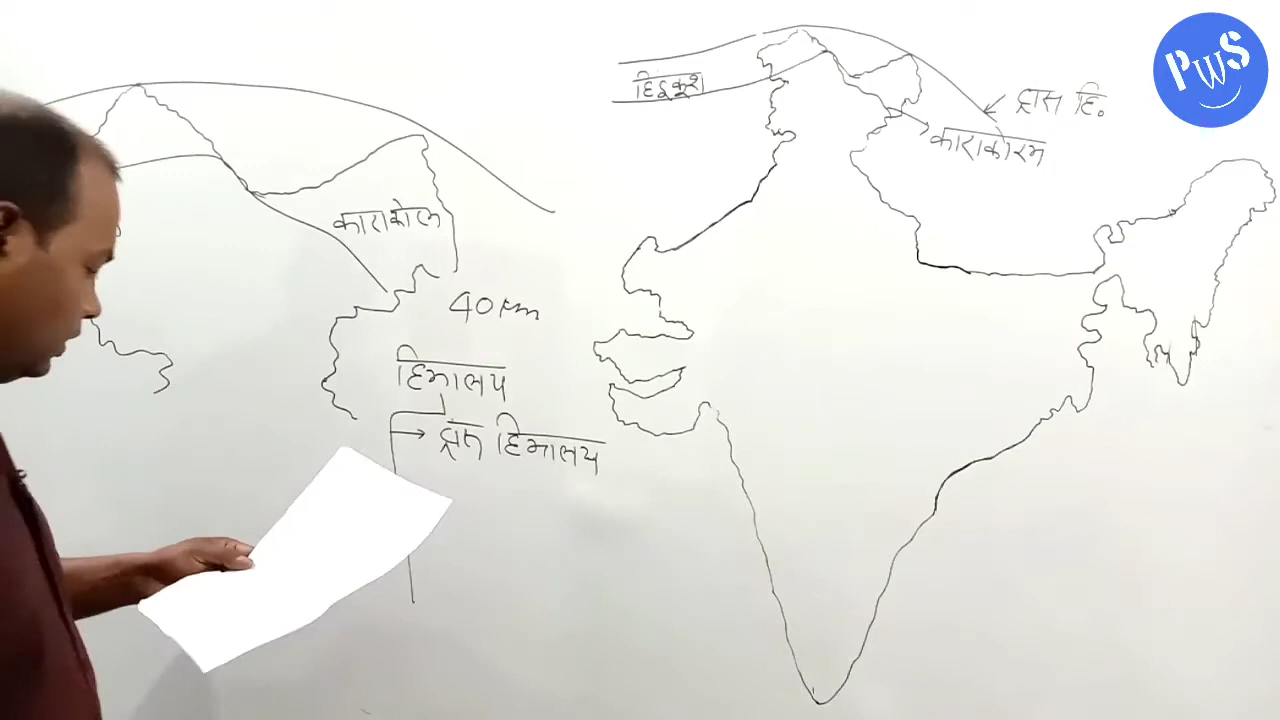 काराकोरम
40 Km
हिमालय
ट्रांस हिमालय
हिंदूकुश
ट्रांस हि॰
काराकोरम
PWS